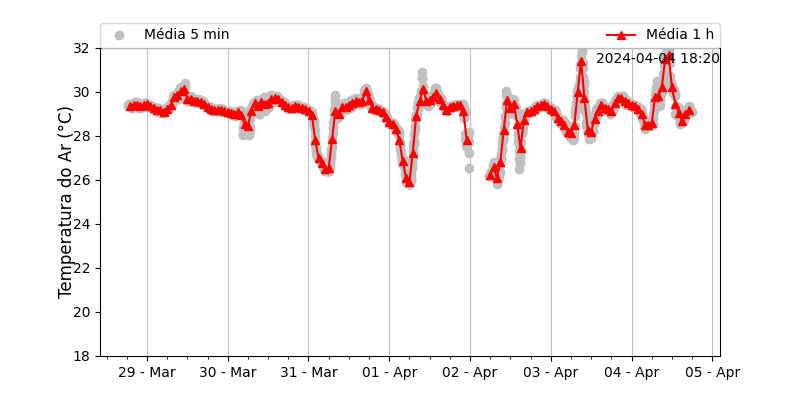 Média 5 min
Média 1 h
2024-04-04 18:20
Temperatura do Ar (°C)
32
30
28
26
24
22
20
18
29 - Mar
30 - Mar
31 - Mar
01 - Apr
02 - Apr
03 - Apr
04 - Apr
05 - Apr